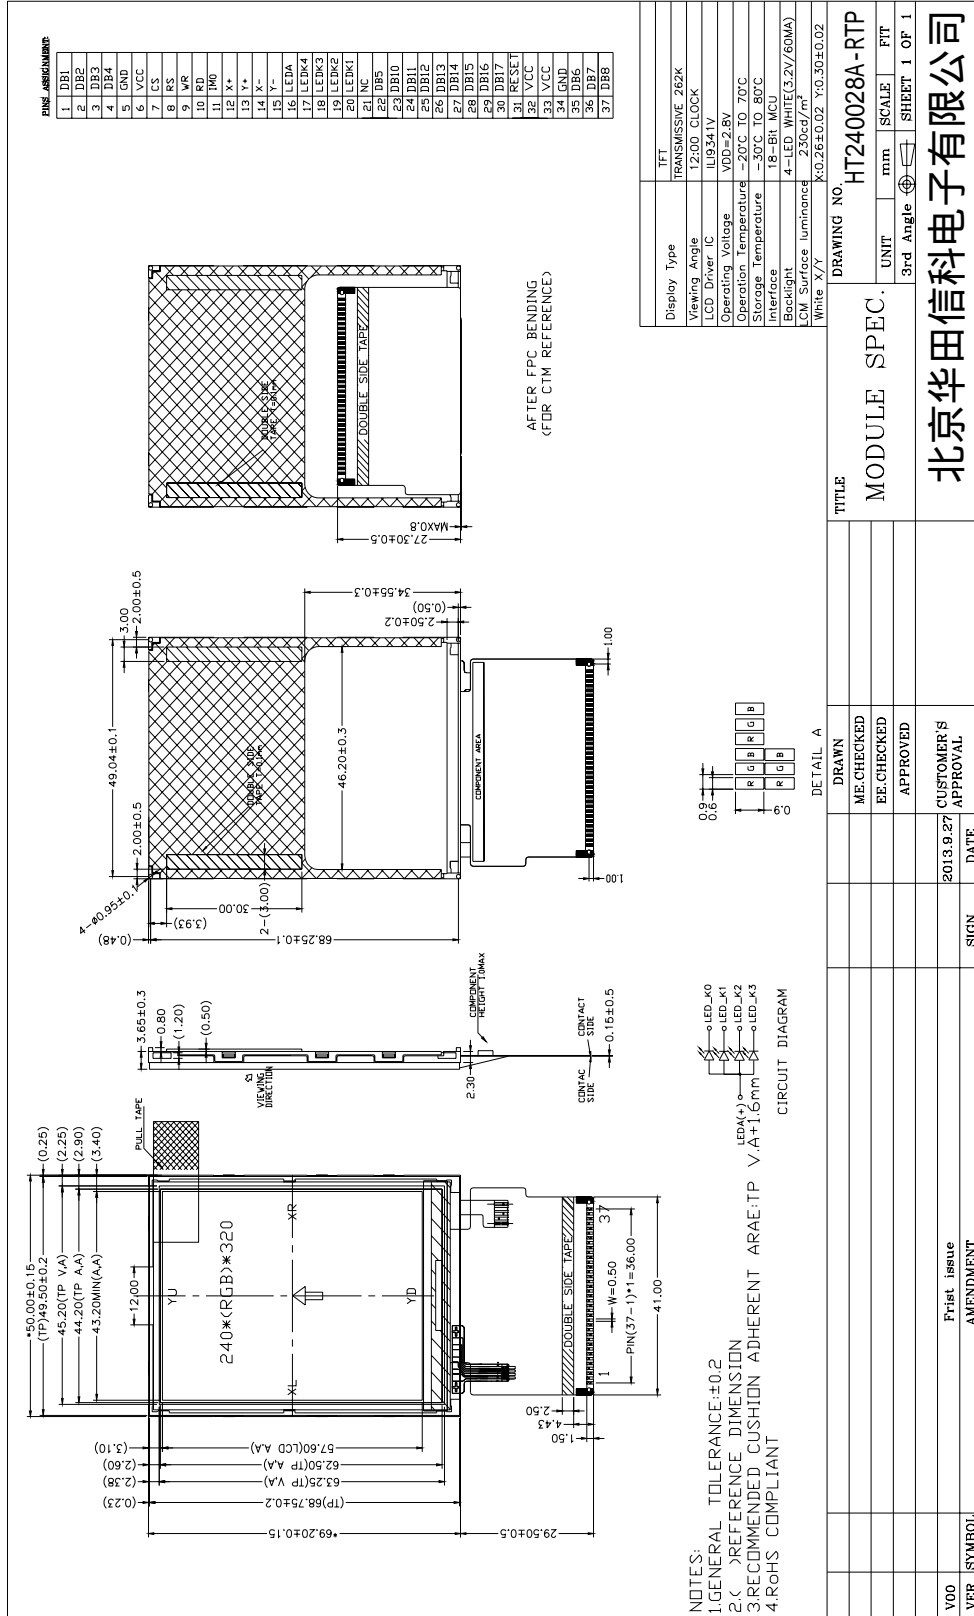 PINS ASSIGNMENT
1 DB1
2 DB2
3 DB3
4 DB4
5 GND
6 VCC
7 CS
8 RS
9 WR
10 RD
11 IM0
12 X+
13 Y+
14 X-
15 Y-
16 LEDA
17 LEDK4
18 LEDK3
19 LEDK2
20 LEDK1
21 NC
22 DB5
23 DB10
24 DB11
25 DB12
26 DB13
27 DB14
28 DB15
29 DB16
30 DB17
31 RESET
32 VCC
33 VCC
34 GND
35 DB6
36 DB7
37 DB8
*50.00±0.15
(TP)49.50±0.2
45.20(TP V,A)
44.20(TP A,A)
43.20MIN(A,A)
(0.25)
(2.25)
(2.90)
(3.40)
12.00
PULL TAPE
YU
XL
XR
YD
240*(RGB)*320
(3.10)
(2.60)
(2.38)
(0.23)
57.60(LCD A,A)
62.50(TP A,A)
63.25(TP V,A)
(TP)68.75±0.2
*69.20±0.15
29.50±0.5
2.50
4.43
1.50
DOUBLE SIDE TAPE
1
37
W=0.50
PIN(37-1)*1=36.00
41.00
3.65±0.3
0.80
(1.20)
(0.50)
VIEWING
DIRECTION
2.30
COMPONENT
HEIGHT 1.0MAX
CONTAC
SIDE
CONTACT
SIDE
0.15±0.5
4-ø0.95±0.1
2.00±0.5
49.04±0.1
3.00
2.00±0.5
(0.48)
(3.93)
30.00
2-(3.00)
68.25±0.1
DOUBLE SIDE
TAPE T=0.1mm
46.20±0.3
34.55±0.3
(0.50)
2.50±0.2
COMPONENT AREA
1.00
1.00
DOUBLE SIDE
TAPE T=0.1mm
DOUBLE SIDE TAPE
MAX0.8
27.30±0.5
AFTER FPC BENDING
(FOR CTM REFERENCE)
NOTES:
1.GENERAL TOLERANCE:±0.2
2.( )REFERENCE DIMENSION
3.RECOMMENDED CUSHION ADHERENT ARAE:TP V.A+1.6mm
4.RoHS COMPLIANT
LEDA(+)
LED_K0
LED_K1
LED_K2
LED_K3
CIRCUIT DIAGRAM
0.9
0.6
0.9
R G B R G B
R G B
DETAIL A
Display Type TFT
TRANSMISSIVE 262K
Viewing Angle 12:00 CLOCK
LCD Driver IC ILI9341V
Operating Voltage VDD=2.8V
Operation Temperature -20°C TO 70°C
Storage Temperature -30°C TO 80°C
Interface 18-Bit MCU
Backlight 4-LED WHITE(3.2V/60MA)
LCM Surface luminance 230cd/m²
White X/Y X:0.26±0.02 Y:0.30±0.02
DRAWN
ME.CHECKED
EE.CHECKED
APPROVED
CUSTOMER'S
APPROVAL
TITLE
MODULE SPEC.
DRAWING NO.
HT240028A-RTP
UNIT mm SCALE FIT
3rd Angle SHEET 1 OF 1
北京华田信科电子有限公司
V00 Frist issue 2013.9.27
VER SYMBOL AMENDMENT SIGN DATE